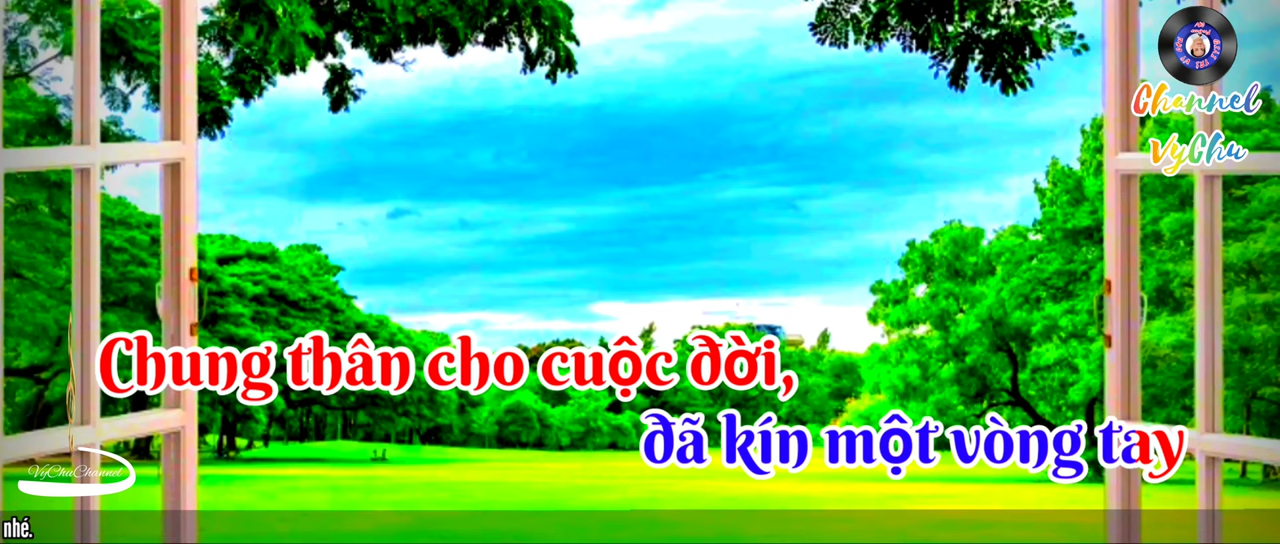 Channel
VyChu
Chung thân cho cuộc đời,
đã kín một vòng tay
VyChuChannel
nhé.